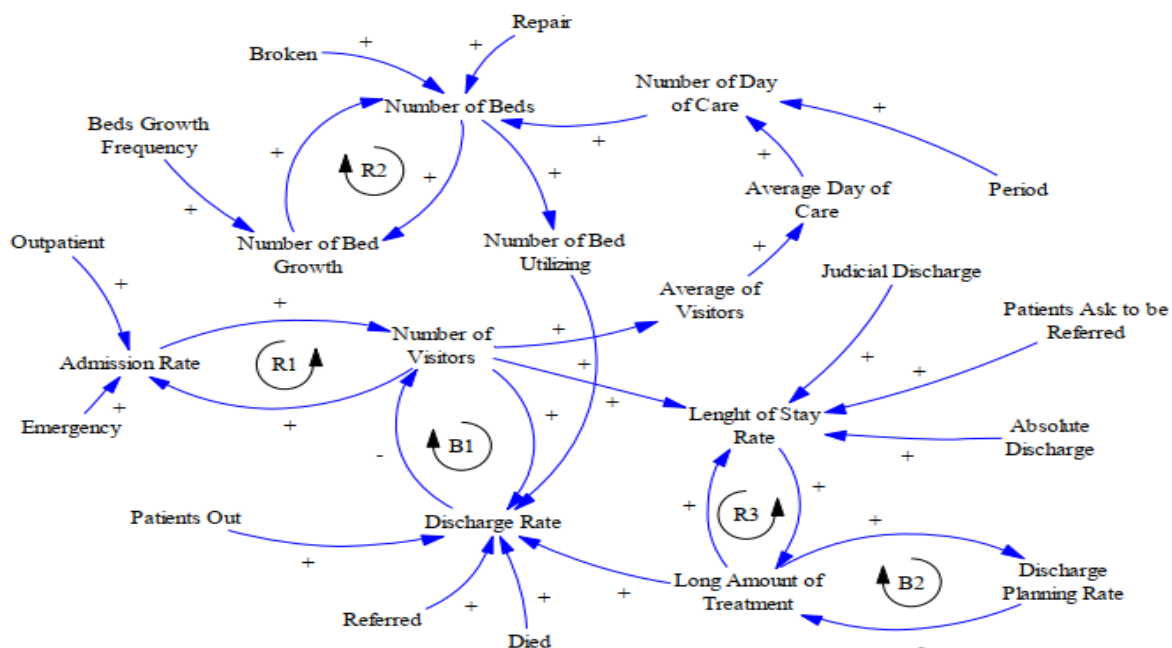 Repair
+
+
Broken
Number of Beds
Number of Day
of Care
+
Beds Growth
Frequency
+
+
+
R2
+
+
+
Average Day of
Care
Period
+
Outpatient
Number of Bed
Growth
Number of Bed
Utilizing
+
Judicial Discharge
+
Average of
Visitors
Patients Ask to be
Referred
+
Number of
Visitors
+
Admission Rate
R1
+
+
+
+
Emergency
+
+
+
Lenght of Stay
Rate
Absolute
Discharge
B1
-
+
+
+
Patients Out
Discharge Rate
+
R3
+
+
Long Amount of
Treatment
B2
Discharge
Planning Rate
Referred
+
+
+
Died
-